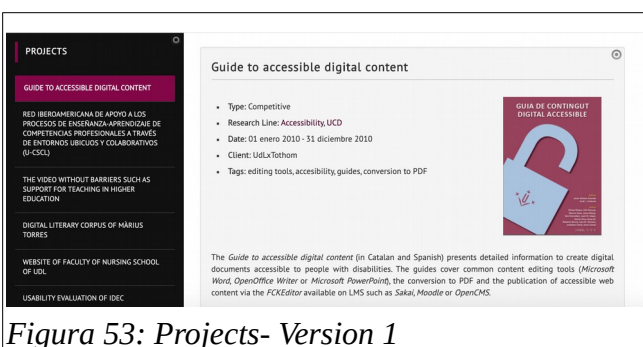 PROJECTS
GUIDE TO ACCESSIBLE DIGITAL CONTENT
RED IBEROAMERICANA DE APOYO A LOS
PROCESOS DE ENSEÑANZA-APRENDIZAJE DE
COMPETENCIAS PROFESIONALES A TRAVÉS
DE ENTORNOS UBICUOS Y COLABORATIVOS
(U-CSCL)
THE VIDEO WITHOUT BARRIERS SUCH AS
SUPPORT FOR TEACHING IN HIGHER
EDUCATION
DIGITAL LITERARY CORPUS OF MÀRIUS
TORRES
WEBSITE OF FACULTY OF NURSING SCHOOL
OF UDL
USABILITY EVALUATION OF IDEC
Guide to accessible digital content
Type: Competitive
Research Line: Accessibility, UCD
Date: 01 enero 2010 - 31 diciembre 2010
Client: UdLxTothom
Tags: editing tools, accesibility, guides, conversion to PDF
GUIA DE CONTINGUT
DIGITAL ACCESSIBLE
The Guide to accessible digital content (in Catalan and Spanish) presents detailed information to create digital
documents accessible to people with disabilities. The guides cover common content editing tools (Microsoft
Word, OpenOffice Writer or Microsoft PowerPoint), the conversion to PDF and the publication of accessible web
content via the FCKEditor available on LMS such as Sakai, Moodle or OpenCMS.
Figura 53: Projects- Version 1